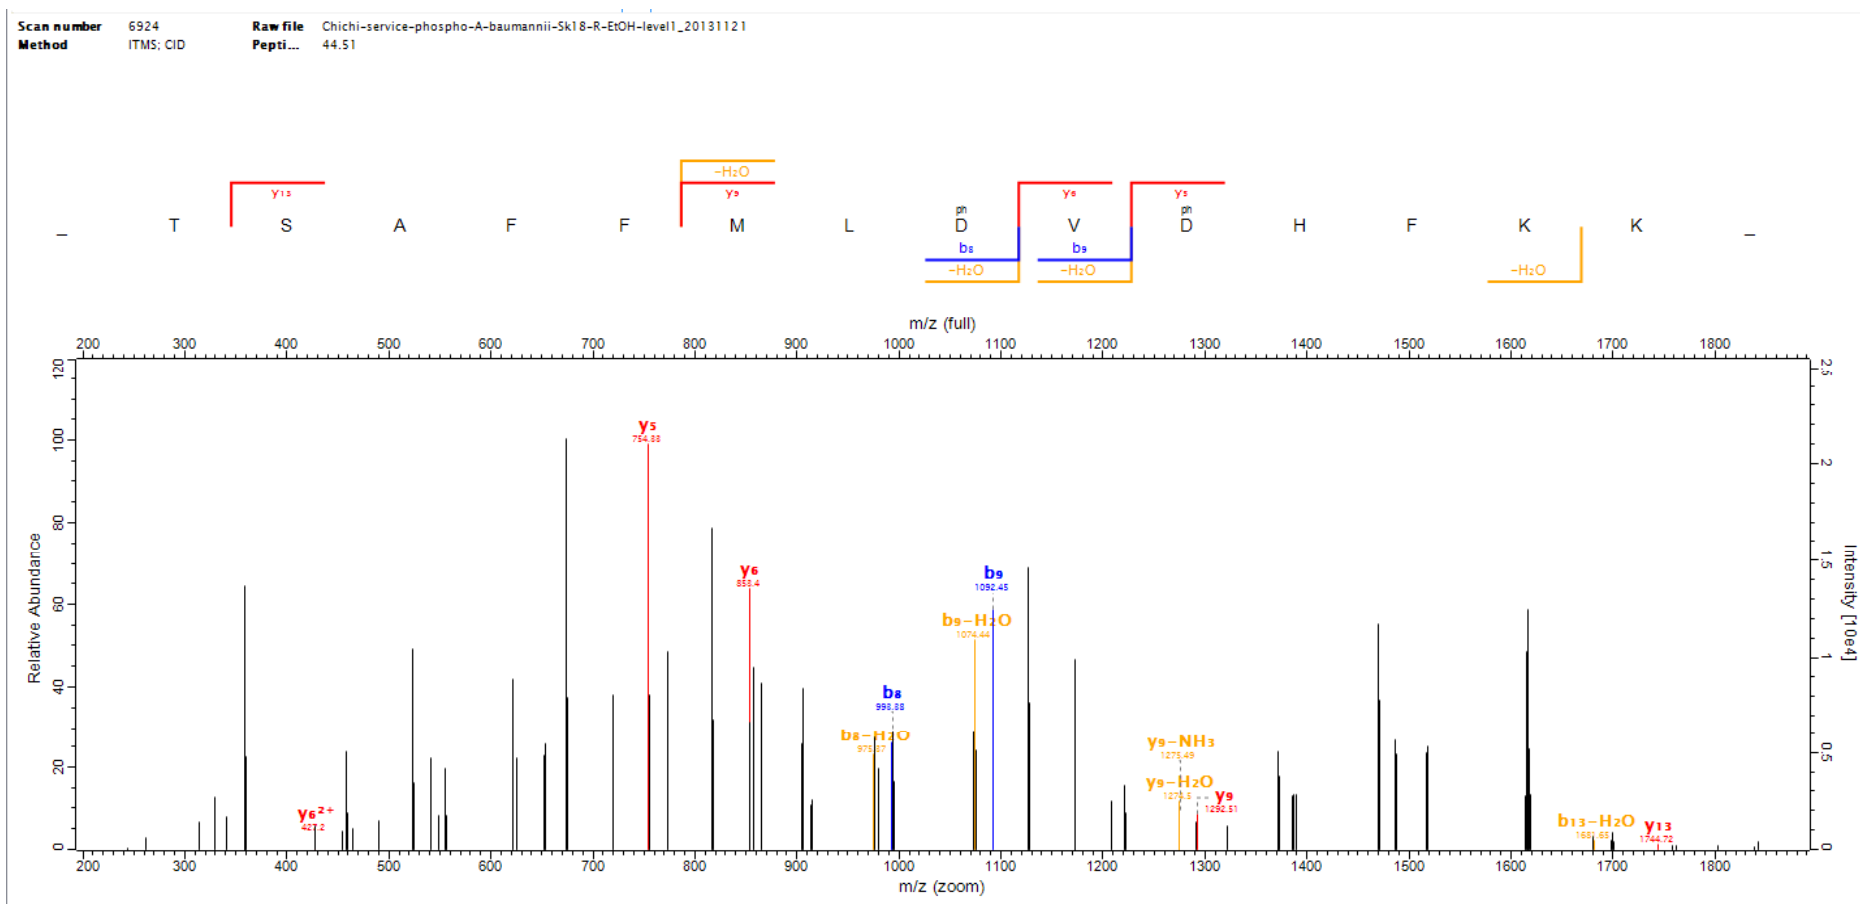 Scan number 6924 Raw file Chichi-service-phospho-A-baumannii-Sk18-R-EtOH-level1_20131121
Method ITMS; CID Pepti... 44.51
-H₂O
y₁₃ y₉ y₆ y₅
ph ph
_ T S A F F M L D V D H F K K _
b₈ b₉
-H₂O -H₂O -H₂O
m/z (full)
200 300 400 500 600 700 800 900 1000 1100 1200 1300 1400 1500 1600 1700 1800
120 2.5
y₅
754.88
100
2
80
y₆
b₉
1092.45
1.5
60
b₉-H₂O
1074.44
Relative Abundance
Intensity [10e4]
1
40
b₈
b₈-H₂O
y₉-NH₃
1275.49
0.5
20
y₉-H₂O
y₉
1292.51
y₆²⁺
427.2
b₁₃-H₂O
1681.65
y₁₃
1744.72
0 0
200 300 400 500 600 700 800 900 1000 1100 1200 1300 1400 1500 1600 1700 1800
m/z (zoom)